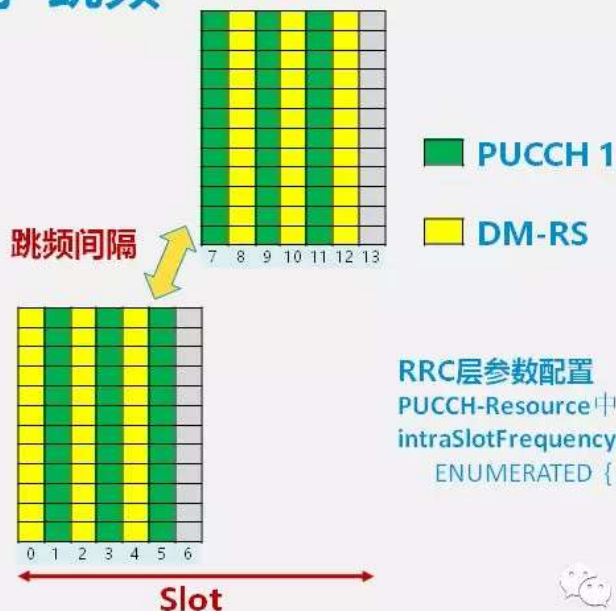 跳频
PUCCH 1
DM-RS
跳频间隔
7 8 9 10 11 12 13
RRC层参数配置
PUCCH-Resource中
intraSlotFrequency
ENUMERATED {
0 1 2 3 4 5 6
Slot